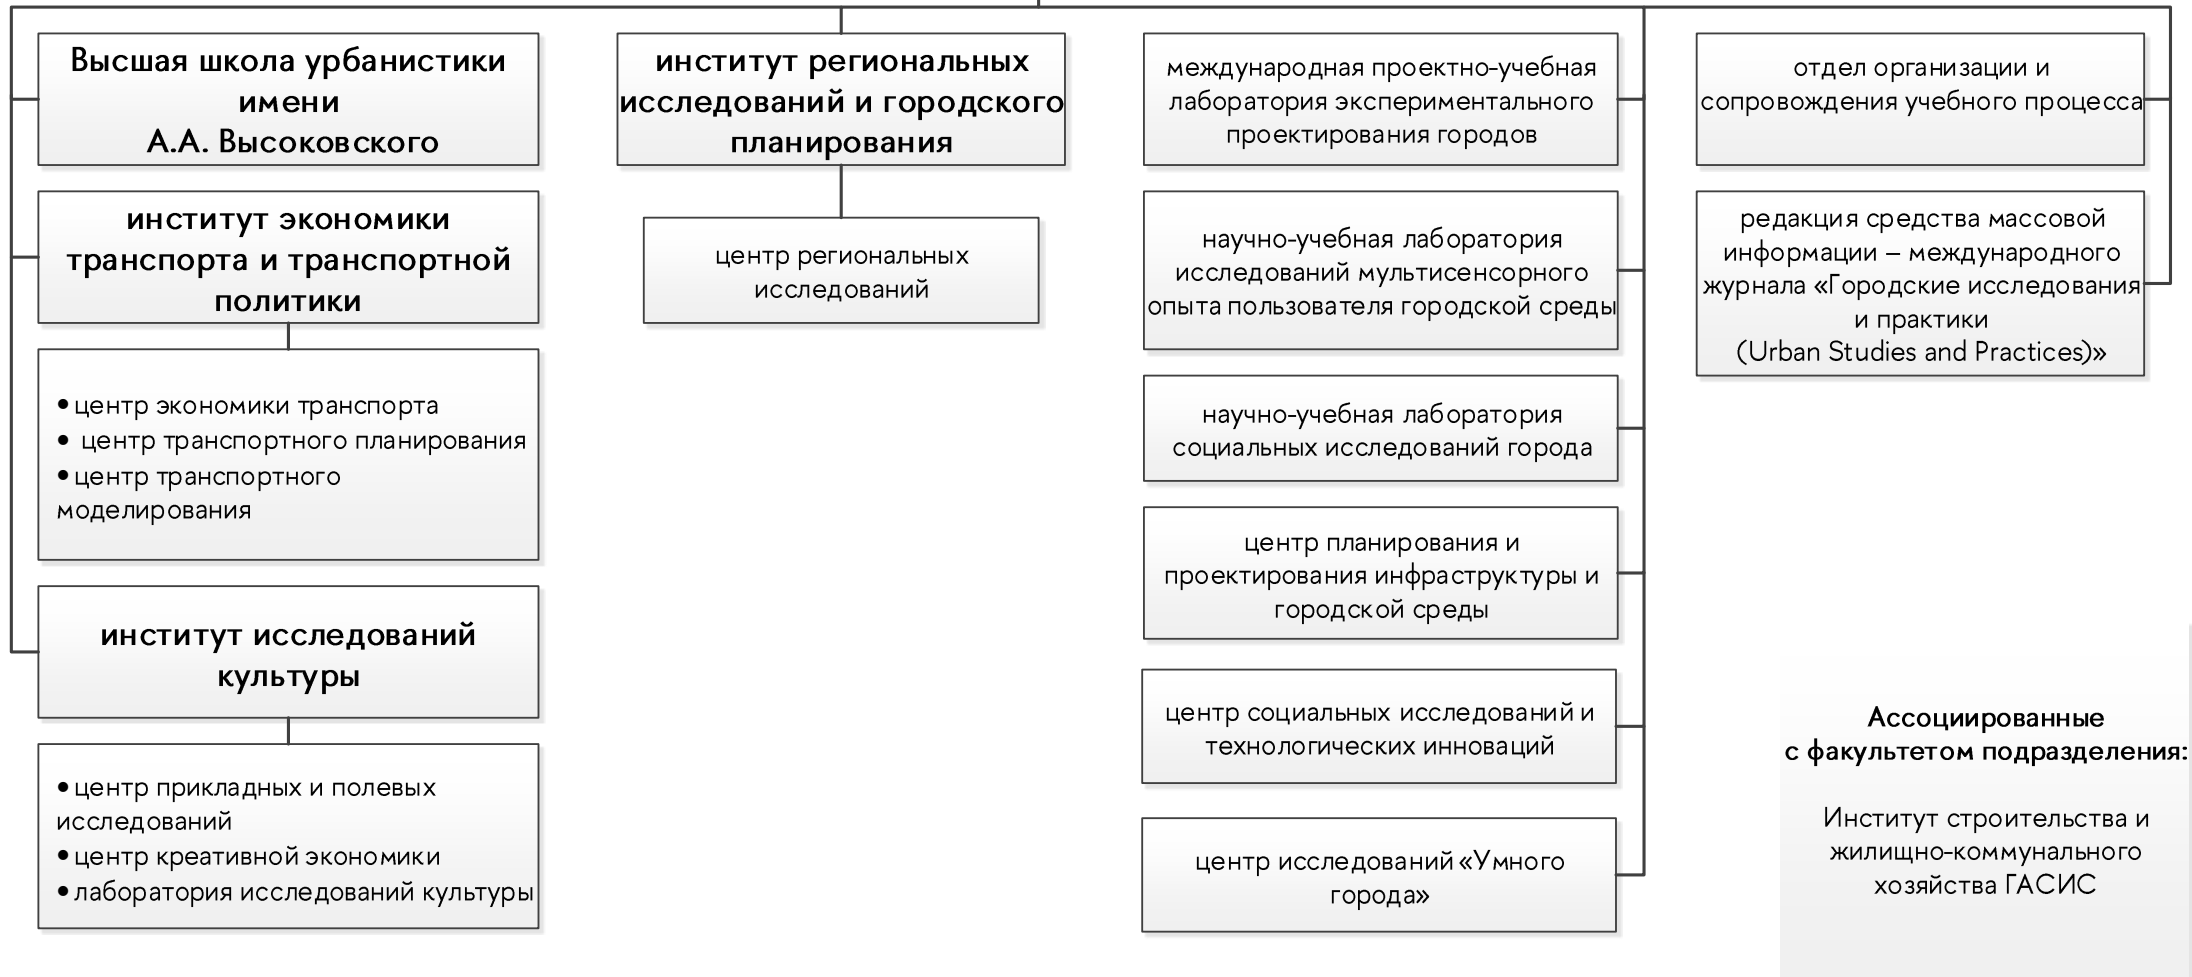 Высшая школа урбанистики
имени
А.А. Высоковского
институт экономики
транспорта и транспортной
политики
• центр экономики транспорта
• центр транспортного планирования
• центр транспортного
моделирования
институт исследований
культуры
• центр прикладных и полевых
исследований
• центр креативной экономики
• лаборатория исследований культуры
институт региональных
исследований и городского
планирования
центр региональных
исследований
международная проектно-учебная
лаборатория экспериментального
проектирования городов
научно-учебная лаборатория
исследований мультисенсорного
опыта пользователя городской среды
научно-учебная лаборатория
социальных исследований города
центр планирования и
проектирования инфраструктуры и
городской среды
центр социальных исследований и
технологических инноваций
центр исследований «Умного
города»
отдел организации и
сопровождения учебного процесса
редакция средства массовой
информации – международного
журнала «Городские исследования
и практики
(Urban Studies and Practices)»
Ассоциированные
с факультетом подразделения:
Институт строительства и
жилищно-коммунального
хозяйства ГАСИС